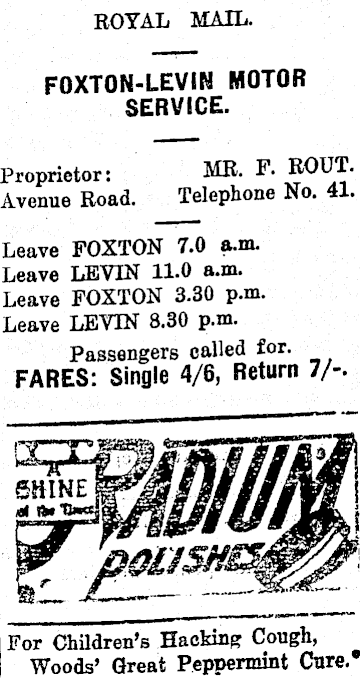 ROYAL MAIL.
FOXTON-LEVIN MOTOR
SERVICE.
Proprietor: MR. F. ROUT.
Avenue Road. Telephone No. 41.
Leave FOXTON 7.0 a.m.
Leave LEVIN 11.0 a.m.
Leave FOXTON 3.30 p.m.
Leave LEVIN 8.30 p.m.
Passengers called for.
FARES: Single 4/6, Return 7/-.
A
SHINE
of the Times
RADIUM
POLISHES
For Children's Hacking Cough,
Woods' Great Peppermint Cure.*